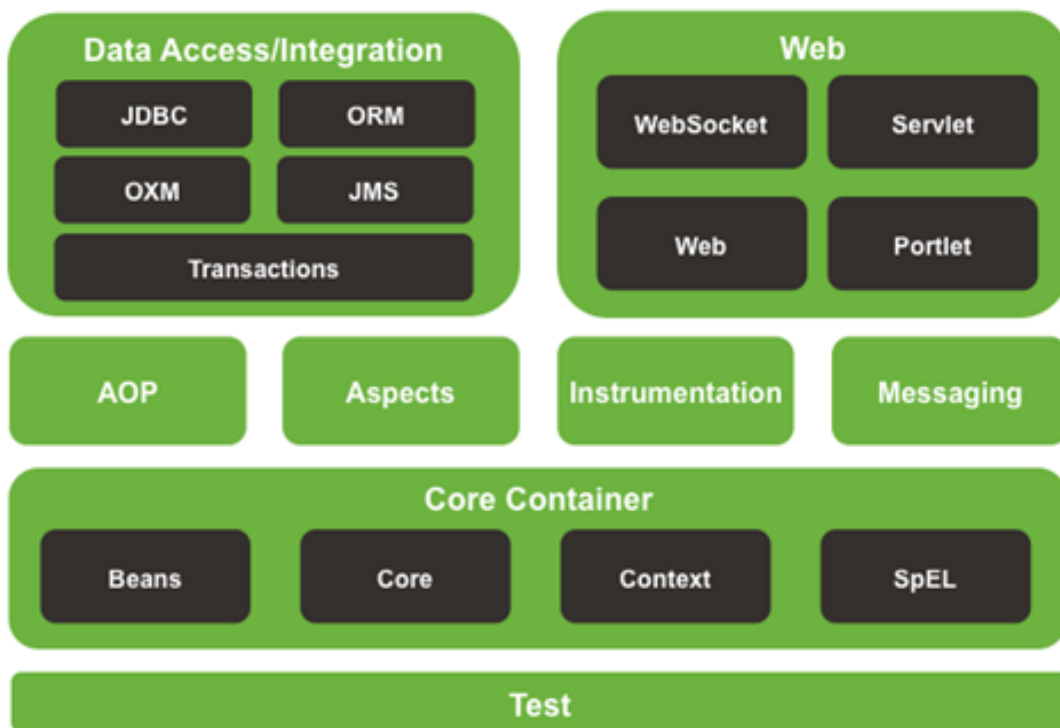 Data Access/Integration
JDBC
ORM
OXM
JMS
Transactions
Web
WebSocket
Servlet
Web
Portlet
AOP
Aspects
Instrumentation
Messaging
Core Container
Beans
Core
Context
SpEL
Test